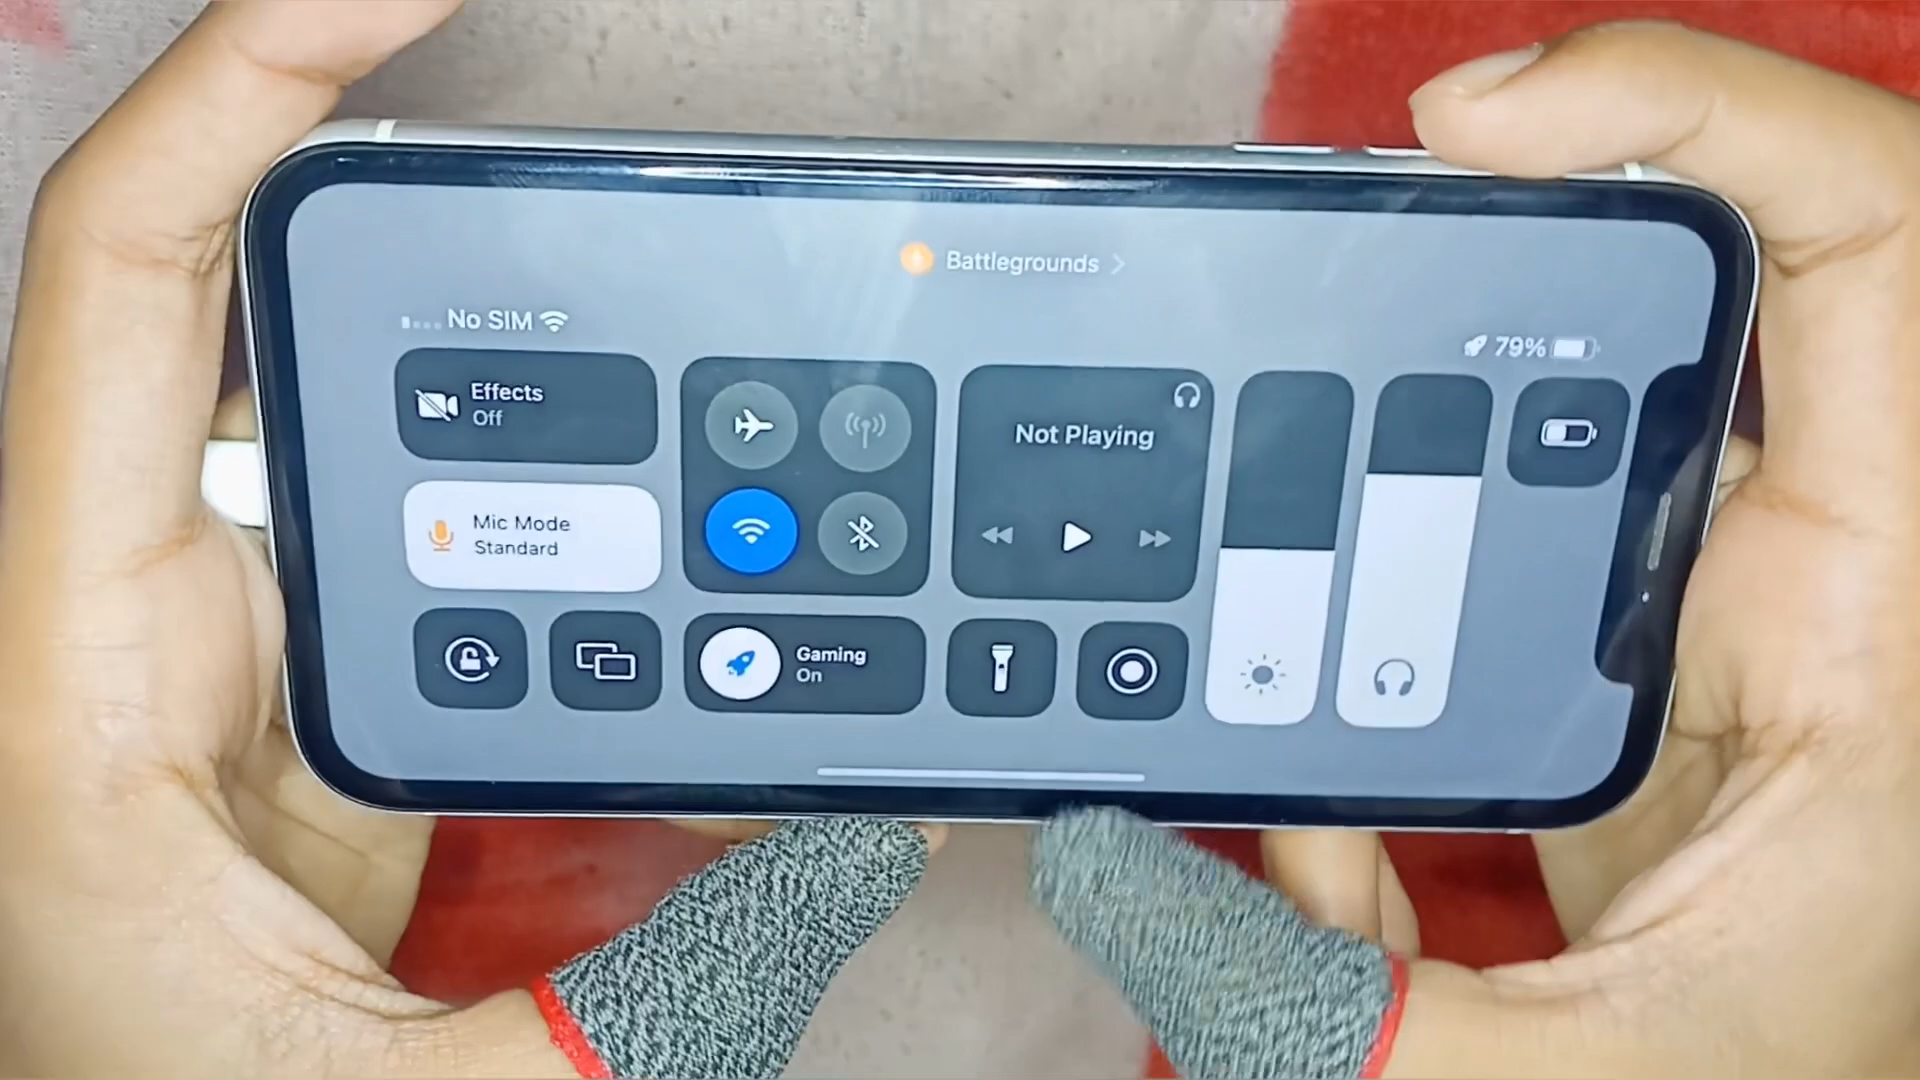 Battlegrounds
No SIM
79%
Effects
Off
Mic Mode
Standard
Not Playing
Gaming
On